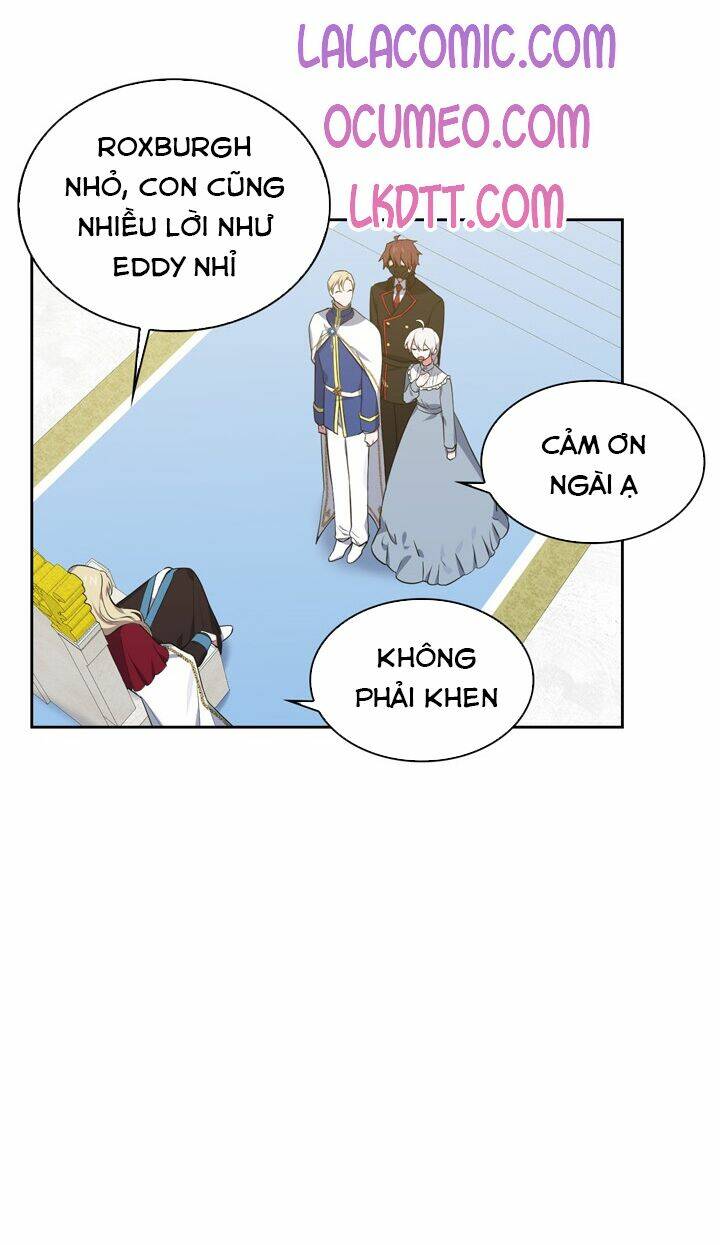 LALACOMIC.COM
OCUMEO.COM
LKDTT.COM
ROXBURGH
NHỎ, CON CŨNG
NHIỀU LỜI NHƯ
EDDY NHỈ
CẢM ƠN
NGÀI Ạ
KHÔNG
PHẢI KHEN